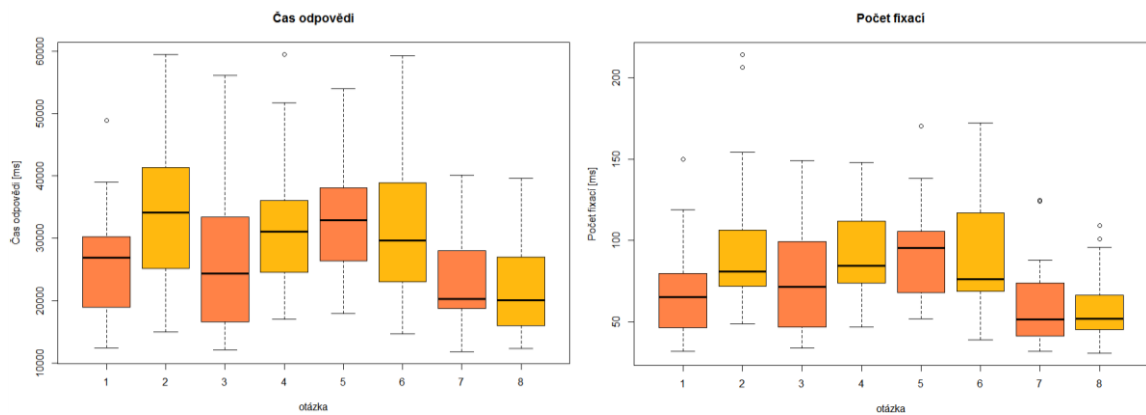 Čas odpovědi
Čas odpovědi [ms]
60000
50000
40000
30000
20000
10000
1 2 3 4 5 6 7 8
otázka
Počet fixací
Počet fixací [ms]
200
150
100
50
1 2 3 4 5 6 7 8
otázka